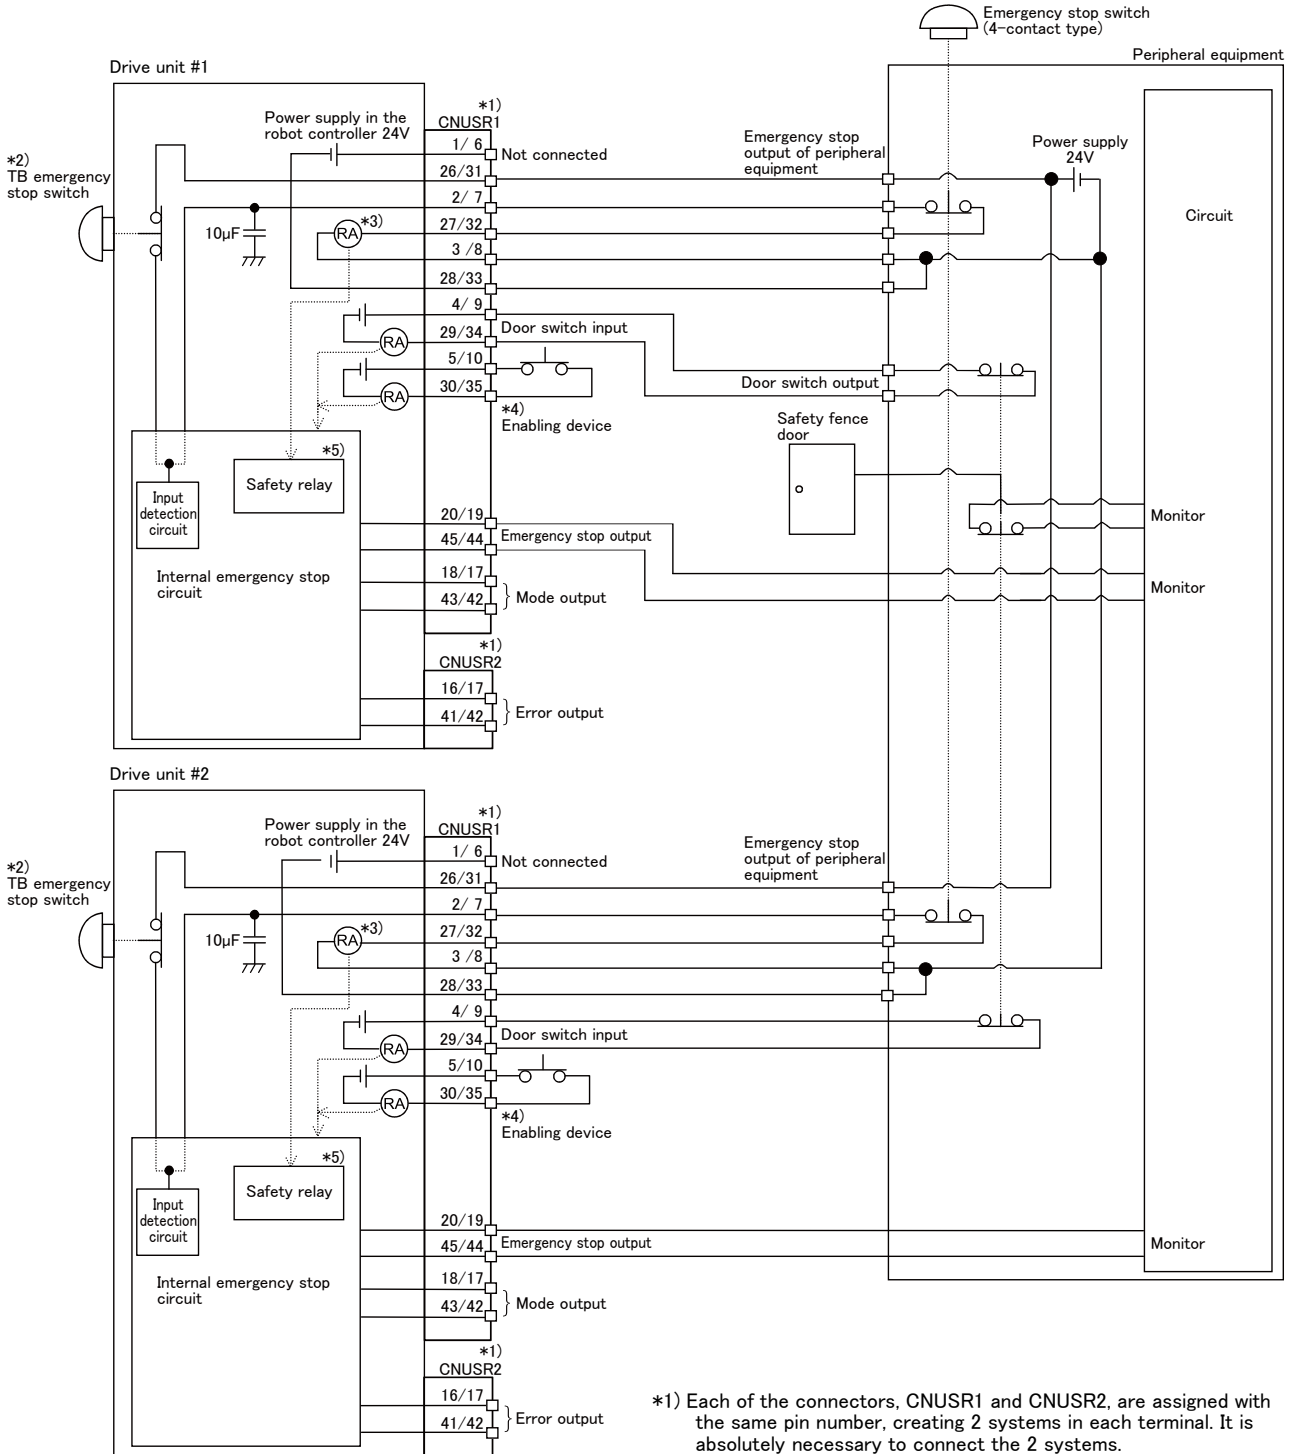 Emergency stop switch
(4-contact type)
Peripheral equipment
Drive unit #1
*1)
CNUSR1
Power supply in the
robot controller 24V
*2)
TB emergency
stop switch
1/ 6
Not connected
Emergency stop
output of peripheral
equipment
Power supply
24V
26/31
2/ 7
Circuit
10µF
RA
*3)
27/32
3 /8
28/33
4/ 9
Door switch input
RA
29/34
5/10
Door switch output
RA
30/35
*4)
Enabling device
Safety fence
door
*5)
Safety relay
Input
detection
circuit
20/19
Emergency stop output
45/44
Monitor
Internal emergency stop
circuit
18/17
Mode output
43/42
Monitor
*1)
CNUSR2
16/17
Error output
41/42
Drive unit #2
*1)
CNUSR1
Power supply in the
robot controller 24V
*2)
TB emergency
stop switch
1/ 6
Not connected
Emergency stop
output of peripheral
equipment
26/31
2/ 7
10µF
RA
*3)
27/32
3 /8
28/33
4/ 9
Door switch input
RA
29/34
5/10
RA
30/35
*4)
Enabling device
*5)
Safety relay
Input
detection
circuit
20/19
Emergency stop output
45/44
Monitor
Internal emergency stop
circuit
18/17
Mode output
43/42
*1)
CNUSR2
16/17
Error output
41/42
*1) Each of the connectors, CNUSR1 and CNUSR2, are assigned with
the same pin number, creating 2 systems in each terminal. It is
absolutely necessary to connect the 2 systems.